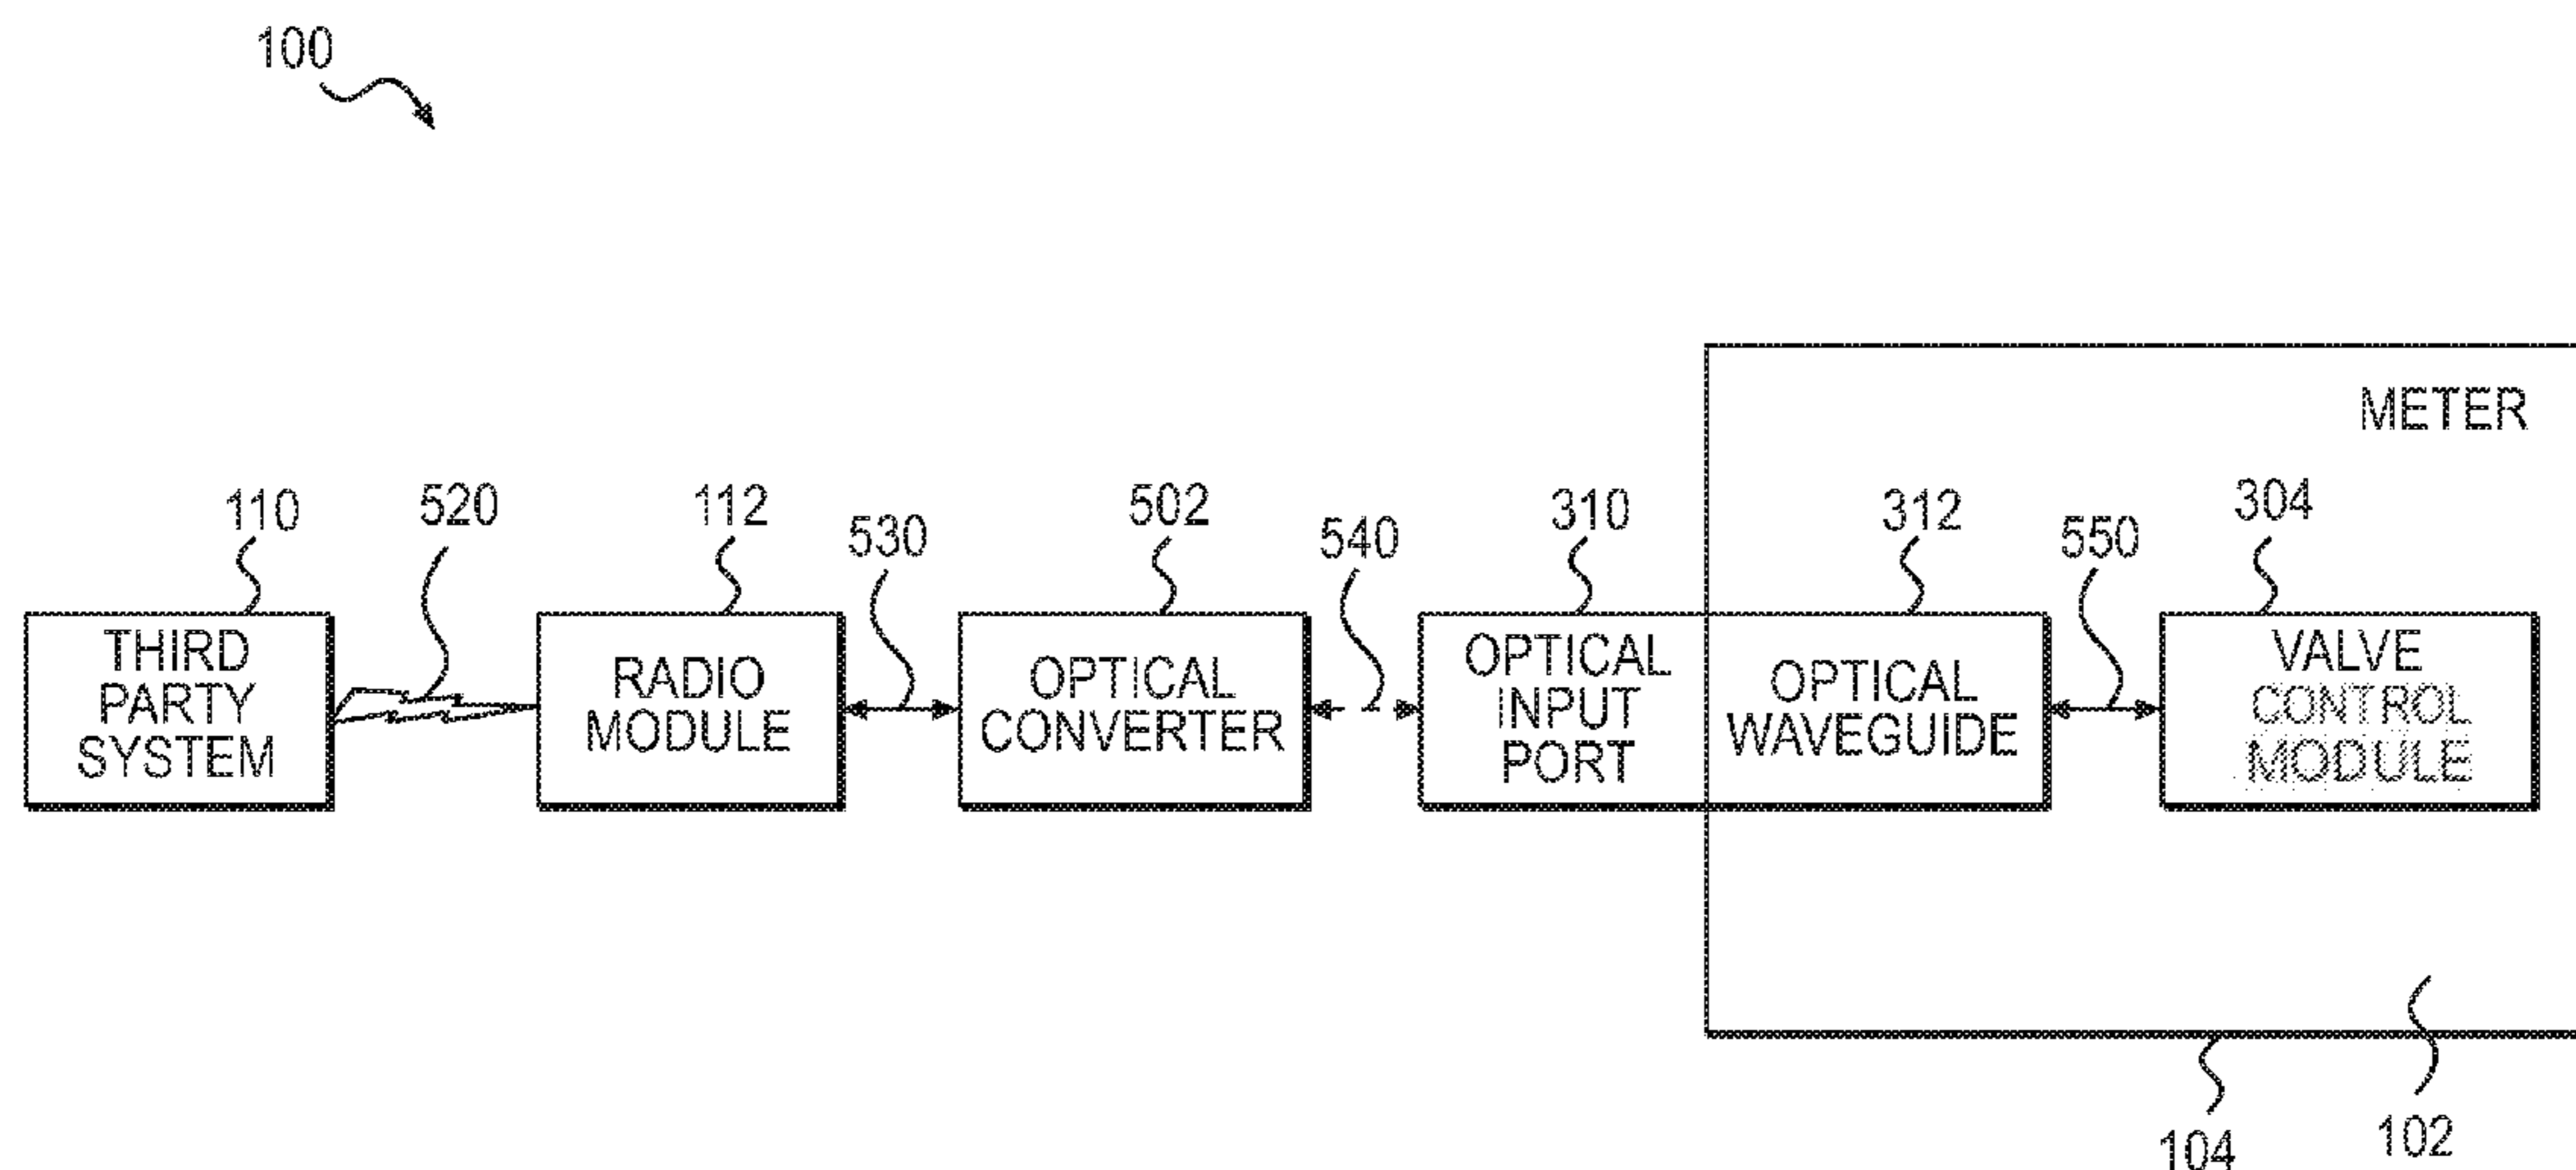 100
METER
110
520
112
530
502
540
310
312
550
304
THIRD
PARTY
SYSTEM
RADIO
MODULE
OPTICAL
CONVERTER
OPTICAL
INPUT
PORT
OPTICAL
WAVEGUIDE
VALVE
CONTROL
MODULE
104
102